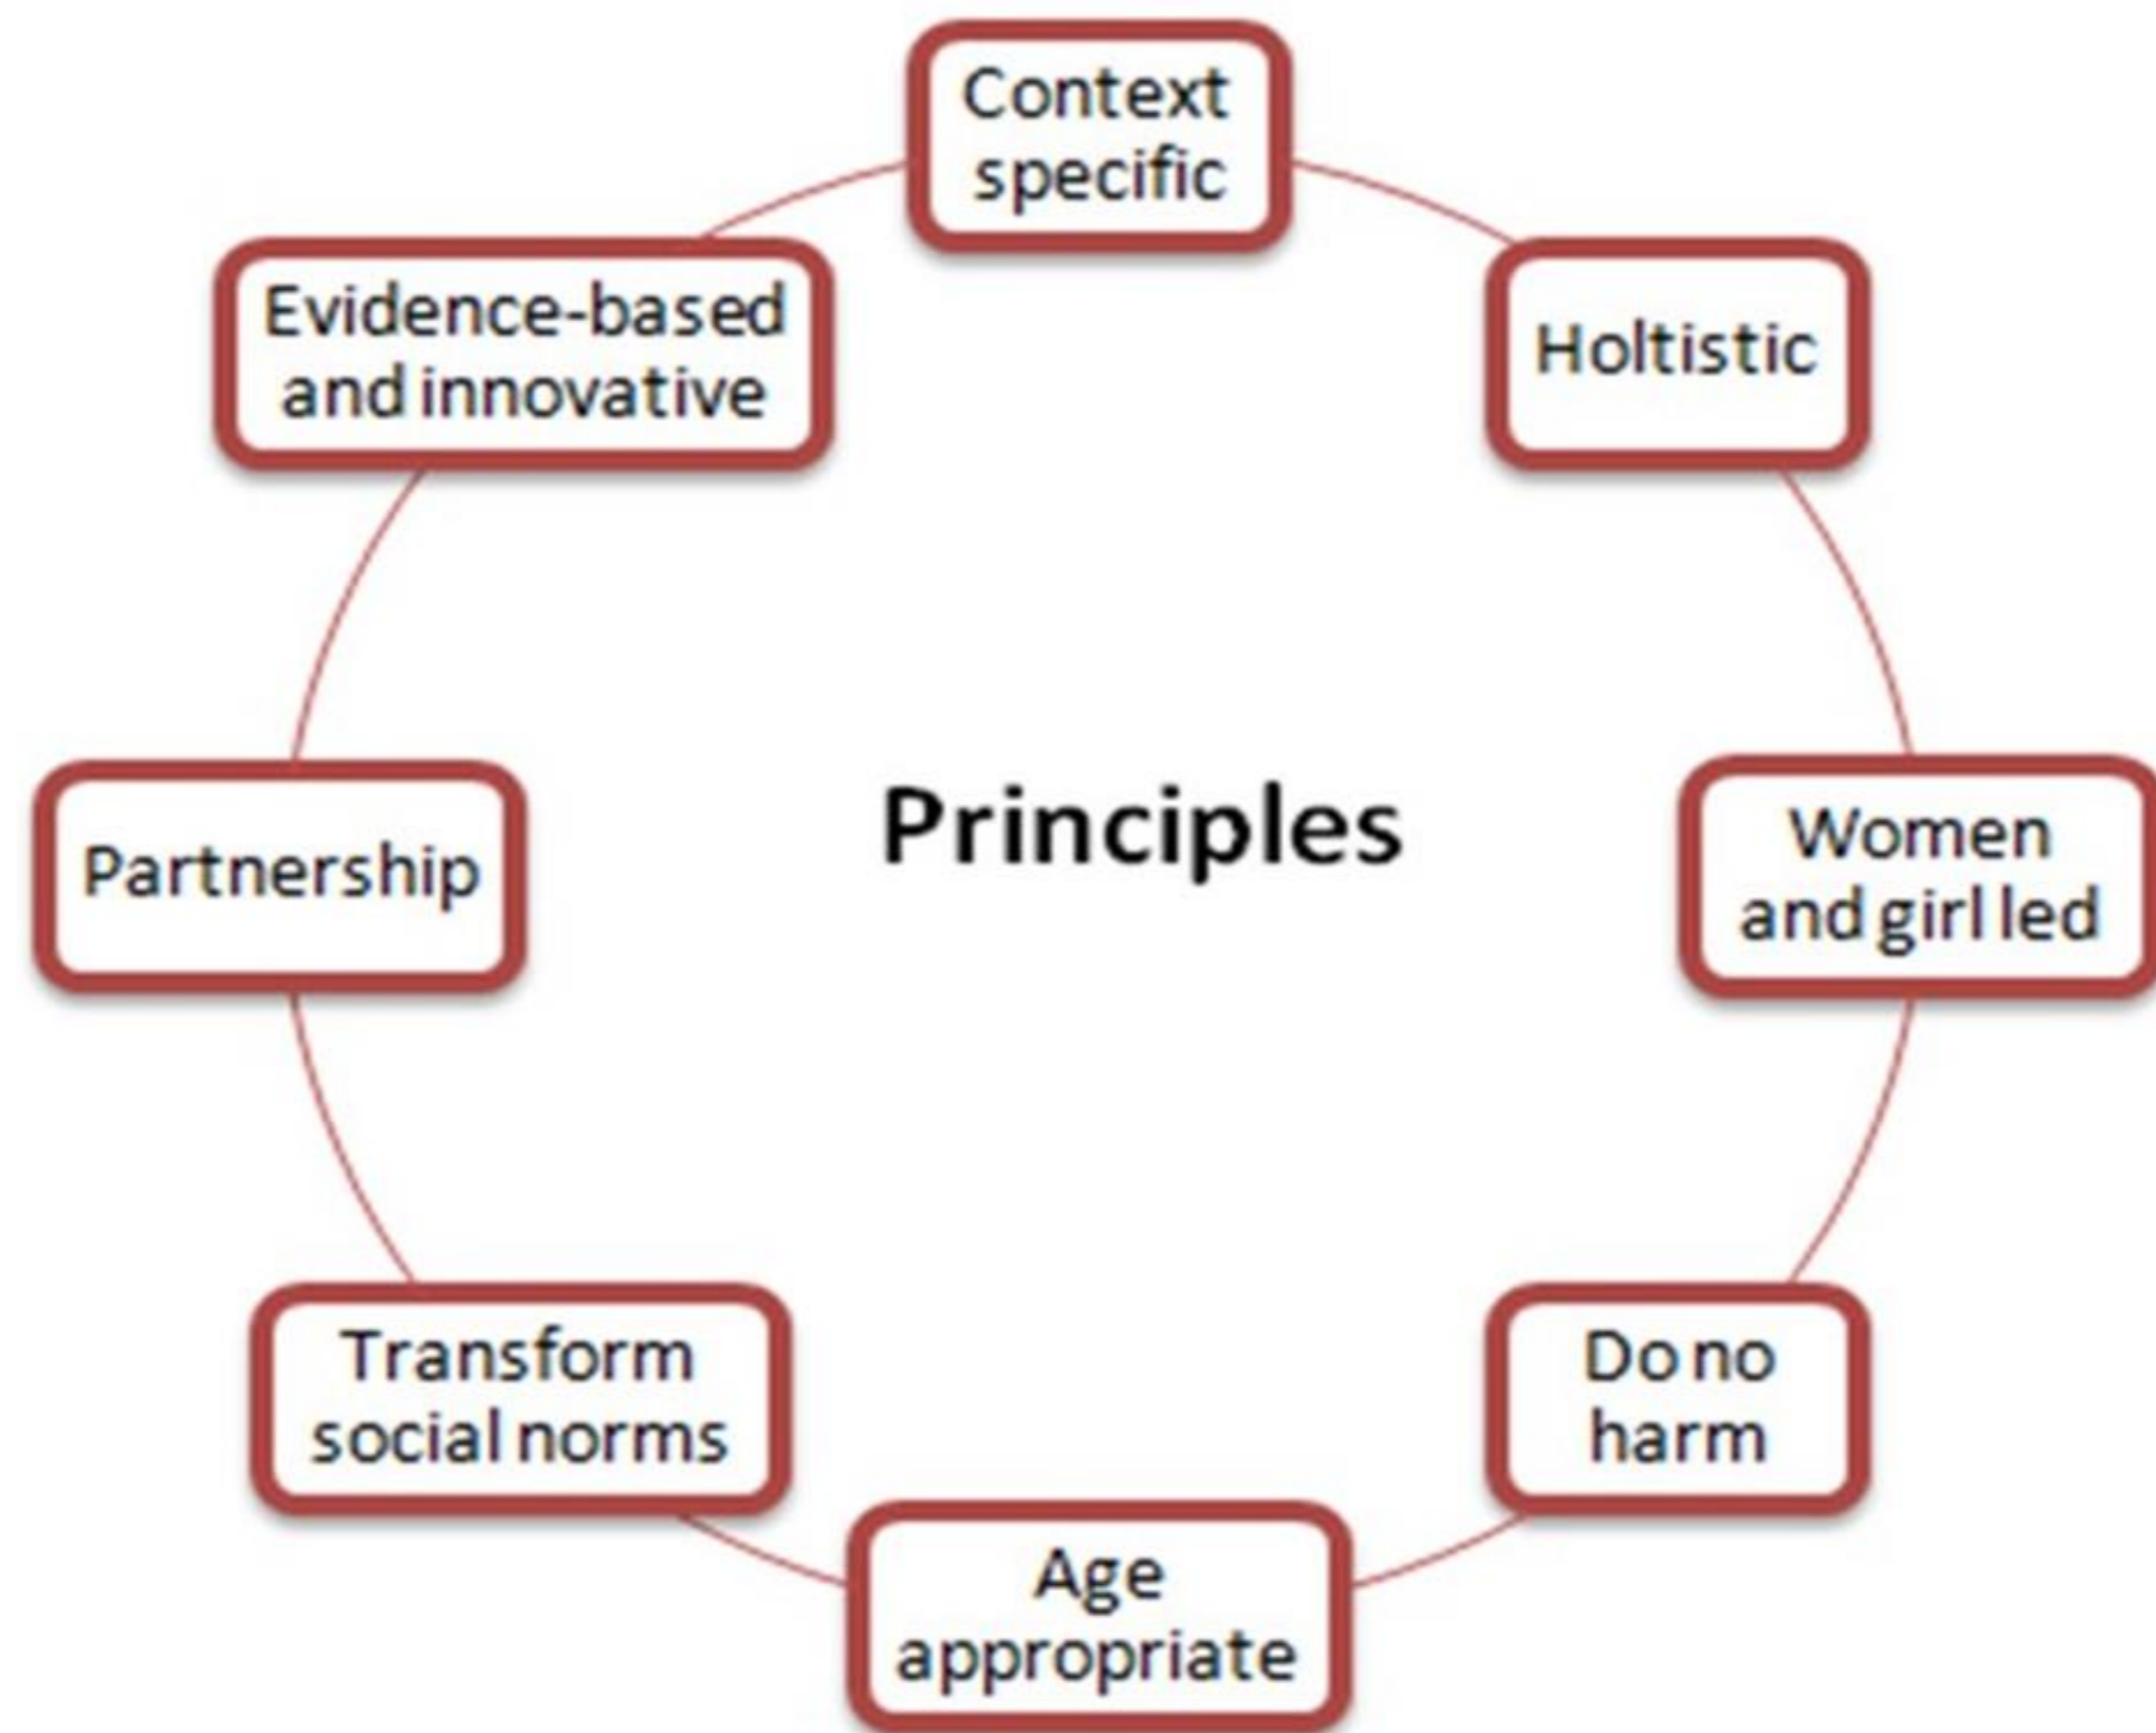 Context
specific
Holtistic
Women
and girl led
Do no
harm
Age
appropriate
Transform
social norms
Partnership
Evidence-based
and innovative
Principles